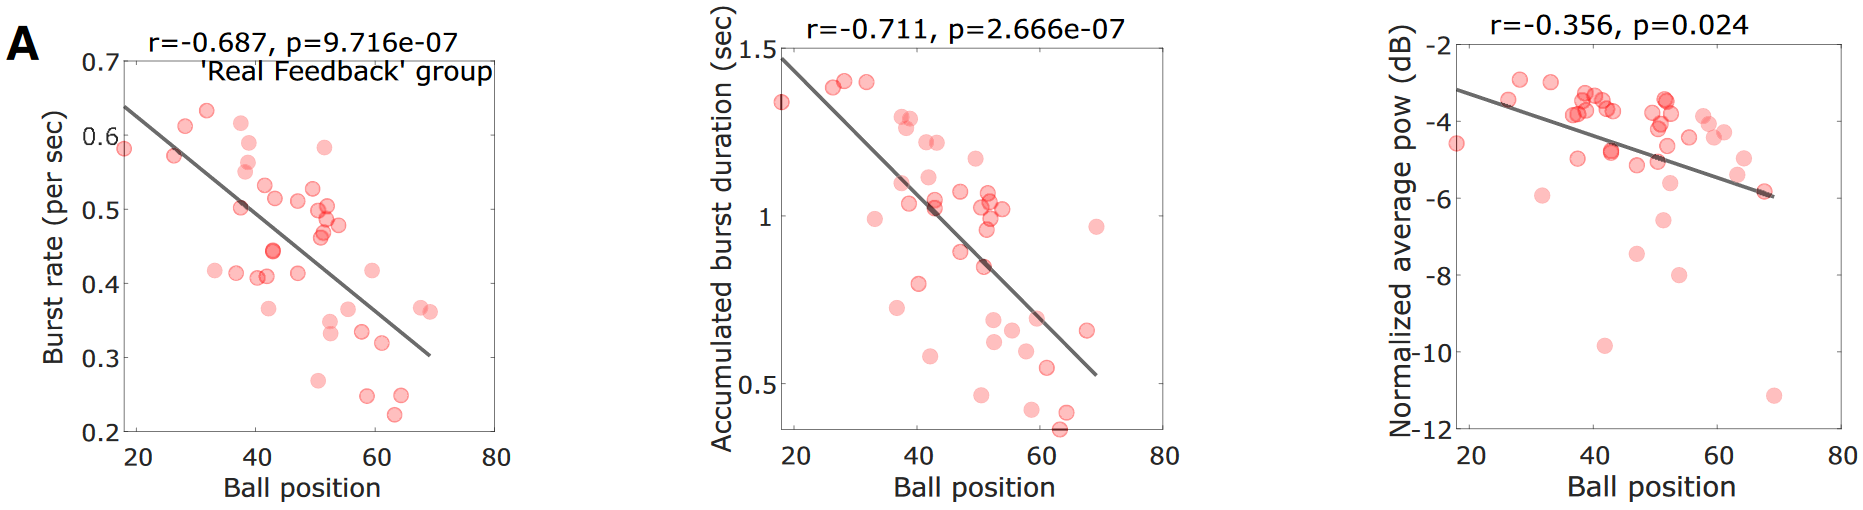 A
r=-0.687, p=9.716e-07
'Real Feedback' group
Burst rate (per sec)
0.7
0.6
0.5
0.4
0.3
0.2
20 40 60 80
Ball position
r=-0.711, p=2.666e-07
Accumulated burst duration (sec)
1.5
1
0.5
20 40 60 80
Ball position
r=-0.356, p=0.024
Normalized average pow (dB)
-2
-4
-6
-8
-10
-12
20 40 60 80
Ball position